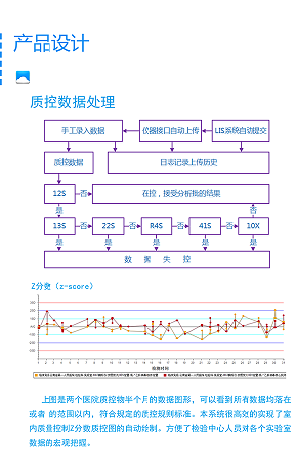 产品设计
质控数据处理
手工录入数据
仪器接口自动上传
LIS系统自动提交
质控数据
日志记录上传历史
12S
否
在控，接受分析批的结果
是
否
13S
否
22S
否
R4S
否
41S
否
10X
是
是
是
是
是
数 据 失 控
Z分数（z-score）
上图是两个医院质控物半个月的数据图形，可以看到所有数据均落在
或者 的范围以内，符合规定的质控规则标准。本系统很高效的实现了室
内质量控制Z分数质控图的自动绘制，方便了检验中心人员对各个实验室
数据的宏观把握。